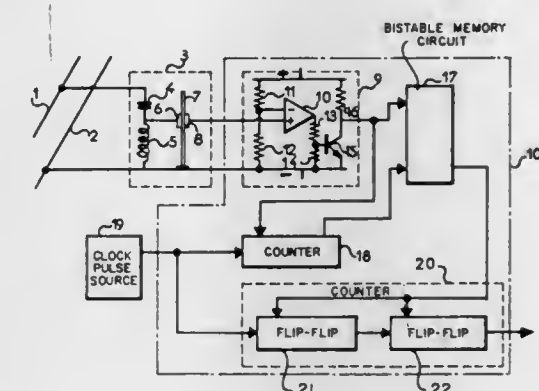 BISTABLE MEMORY
CIRCUIT
3
9
17
1
2
4
6
7
5
8
11
10
13
16
12
14
15
10
19
CLOCK
PULSE
SOURCE
COUNTER
18
20
COUNTER
FLIP-FLIP
FLIP-FLIP
21
22